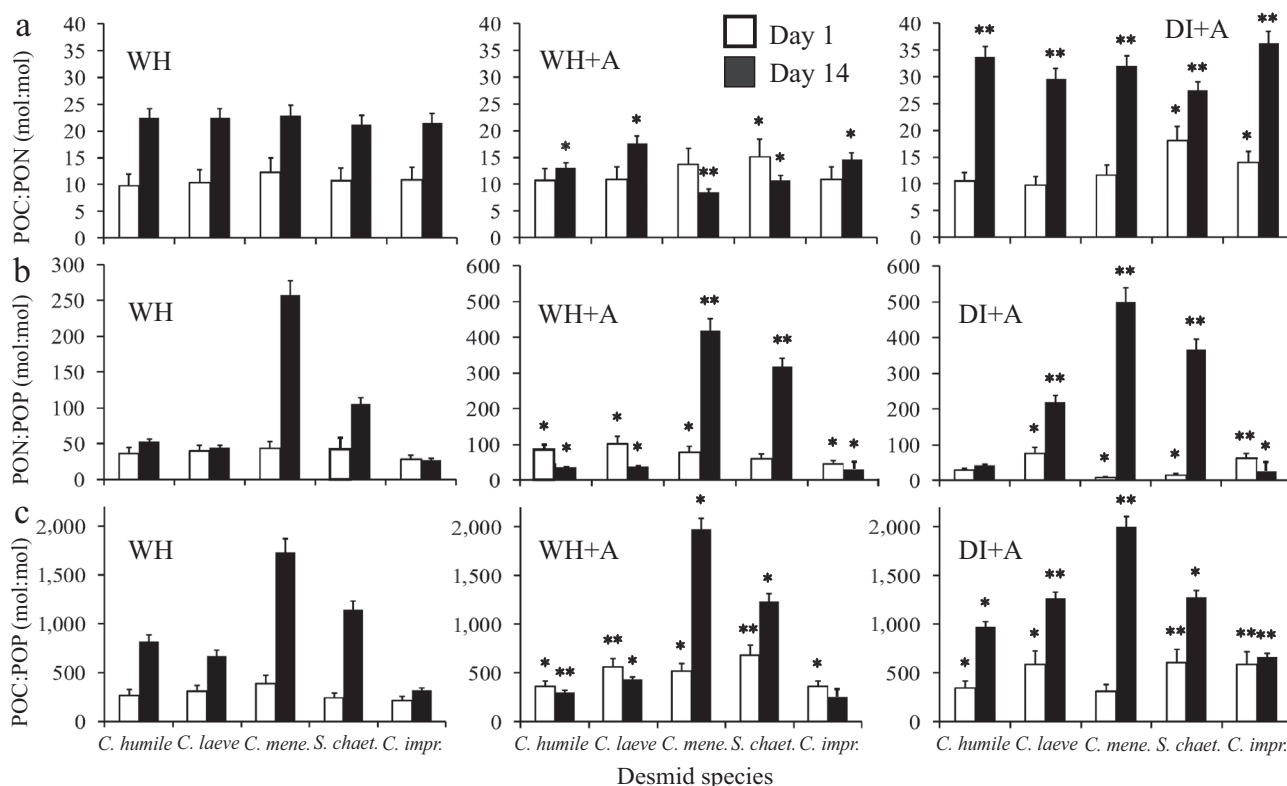 a
POC:PON (mol:mol)
40
35
30
25
20
15
10
5
0
WH
40
35
30
25
20
15
10
5
0
WH+A
* * * ** * * *
Day 1
Day 14
40
35
30
25
20
15
10
5
0
DI+A
** ** ** * ** * **
b
PON:POP (mol:mol)
300
250
200
150
100
50
0
WH
600
500
400
300
200
100
0
WH+A
* * * * * ** ** * *
600
500
400
300
200
100
0
DI+A
* ** * ** * ** ** *
c
POC:POP (mol:mol)
2,000
1,500
1,000
500
0
WH
C. humile C. laeve C. mene. S. chaet. C. impr.
2,000
1,500
1,000
500
0
WH+A
* ** ** * * * ** * *
C. humile C. laeve C. mene. S. chaet. C. impr.
2,000
1,500
1,000
500
0
DI+A
* * * ** ** ** * ** **
C. humile C. laeve C. mene. S. chaet. C. impr.
Desmid species